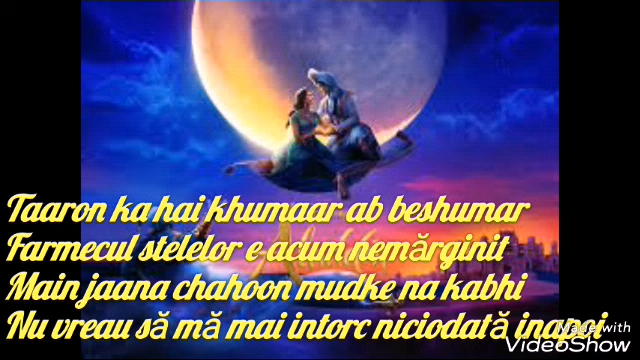 Taaron ka hai khumaar ab beshumar
Farmecul stelelor e acum nemărginit
Main jaana chahoon mudke na kabhi
Nu vreau să mă mai intorc niciodată inapoi
Made with
VideoShow